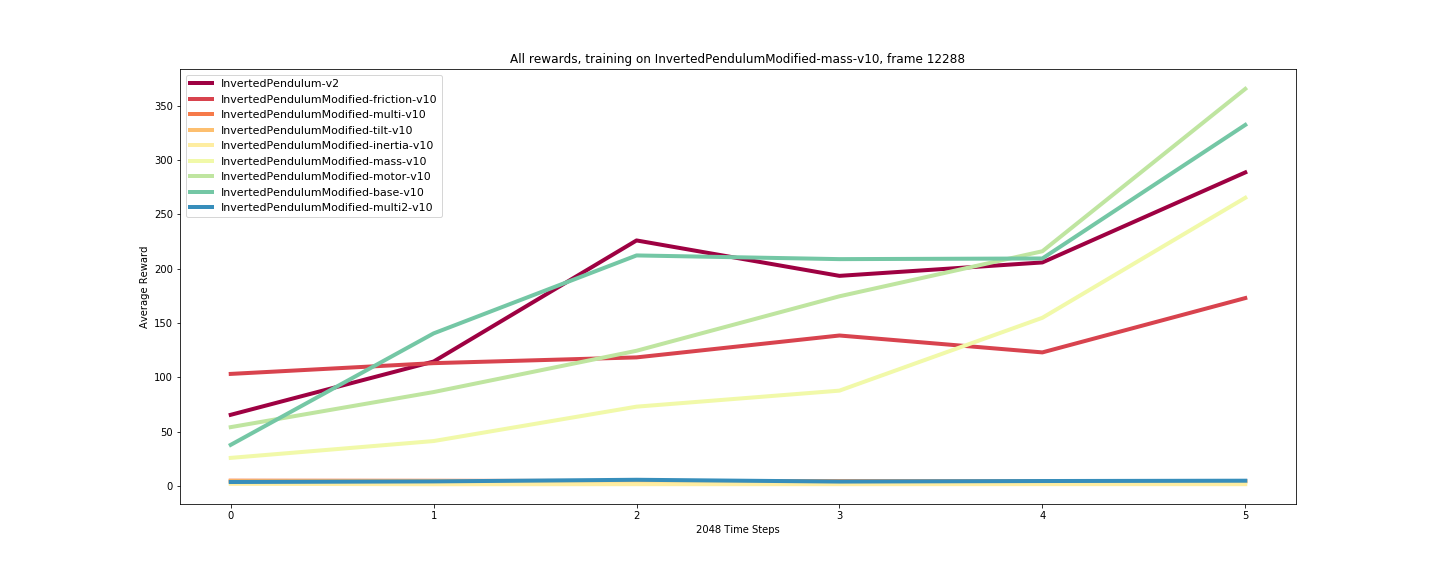 All rewards, training on InvertedPendulumModified-mass-v10, frame 12288
InvertedPendulum-v2
InvertedPendulumModified-friction-v10
InvertedPendulumModified-multi-v10
InvertedPendulumModified-tilt-v10
InvertedPendulumModified-inertia-v10
InvertedPendulumModified-mass-v10
InvertedPendulumModified-motor-v10
InvertedPendulumModified-base-v10
InvertedPendulumModified-multi2-v10
Average Reward
350
300
250
200
150
100
50
0
0 1 2 3 4 5
2048 Time Steps